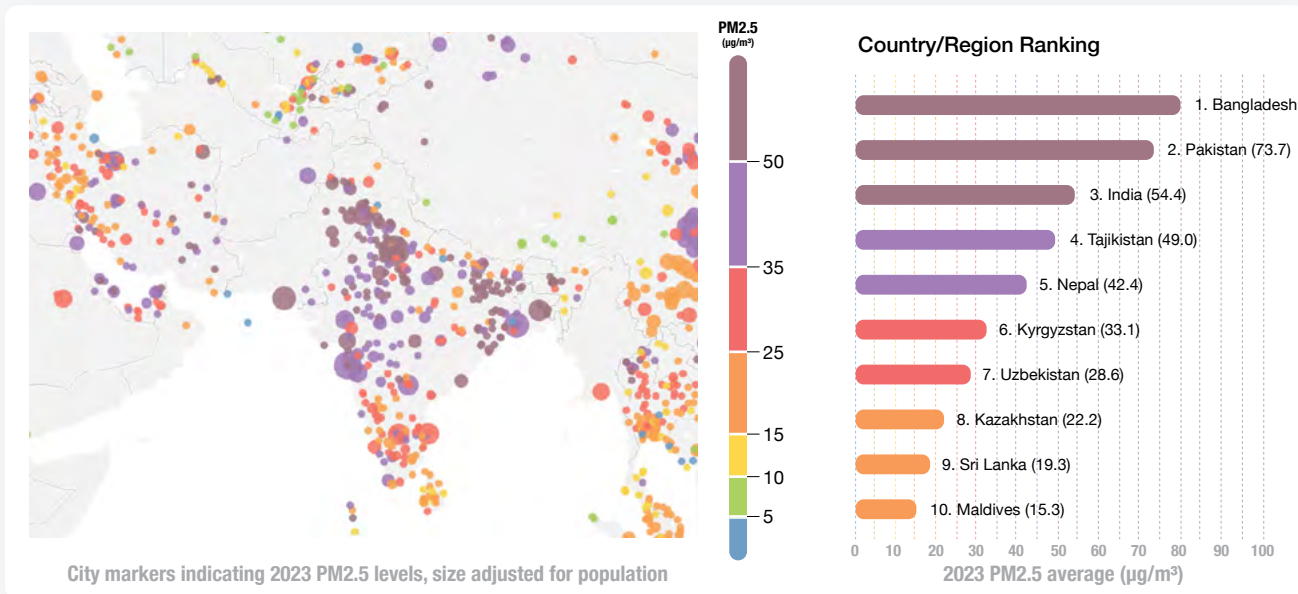 PM2.5
(µg/m³)
50
35
25
15
10
5
City markers indicating 2023 PM2.5 levels, size adjusted for population
Country/Region Ranking
1. Bangladesh
2. Pakistan (73.7)
3. India (54.4)
4. Tajikistan (49.0)
5. Nepal (42.4)
6. Kyrgyzstan (33.1)
7. Uzbekistan (28.6)
8. Kazakhstan (22.2)
9. Sri Lanka (19.3)
10. Maldives (15.3)
0 10 20 30 40 50 60 70 80 90 100
2023 PM2.5 average (µg/m³)